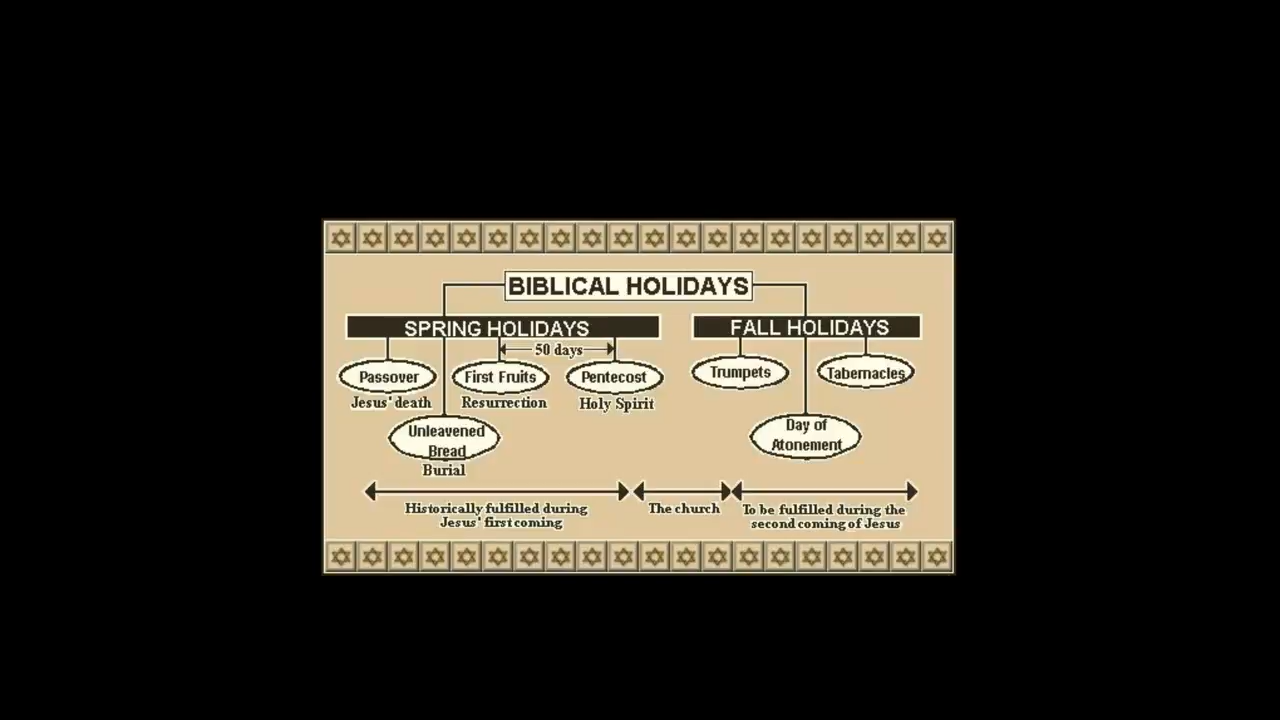 BIBLICAL HOLIDAYS
SPRING HOLIDAYS
FALL HOLIDAYS
50 days
Passover
First Fruits
Pentecost
Trumpets
Tabernacles
Jesus' death
Resurrection
Holy Spirit
Unleavened
Bread
Burial
Day of
Atonement
Historically fulfilled during
Jesus' first coming
The church
To be fulfilled during the
second coming of Jesus